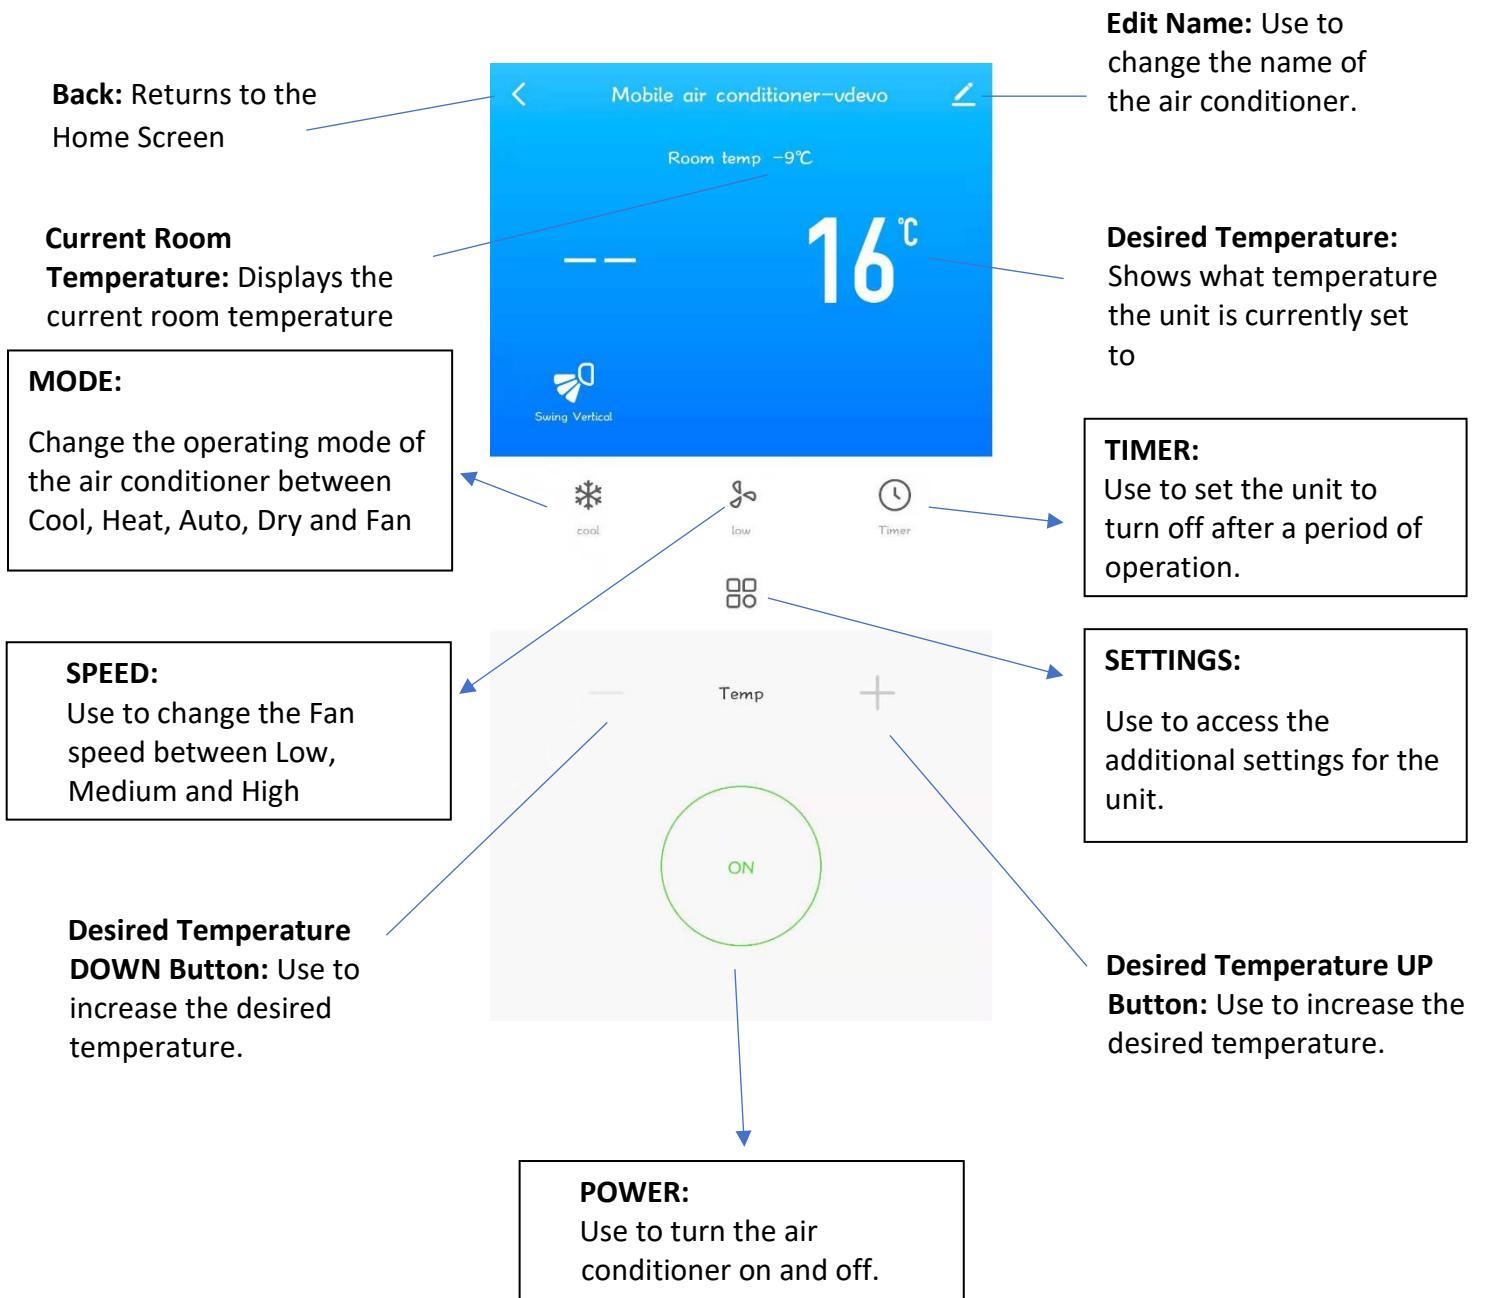 Edit Name: Use to
change the name of
the air conditioner.
Back: Returns to the
Home Screen
Mobile air conditioner-vdevo
Room temp -9℃
Current Room
Temperature: Displays the
current room temperature
-- 16℃
Desired Temperature:
Shows what temperature
the unit is currently set
to
Swing Vertical
MODE:
Change the operating mode of
the air conditioner between
Cool, Heat, Auto, Dry and Fan
cool low Timer
TIMER:
Use to set the unit to
turn off after a period of
operation.
SPEED:
Use to change the Fan
speed between Low,
Medium and High
— Temp +
SETTINGS:
Use to access the
additional settings for the
unit.
ON
Desired Temperature
DOWN Button: Use to
increase the desired
temperature.
Desired Temperature UP
Button: Use to increase the
desired temperature.
POWER:
Use to turn the air
conditioner on and off.